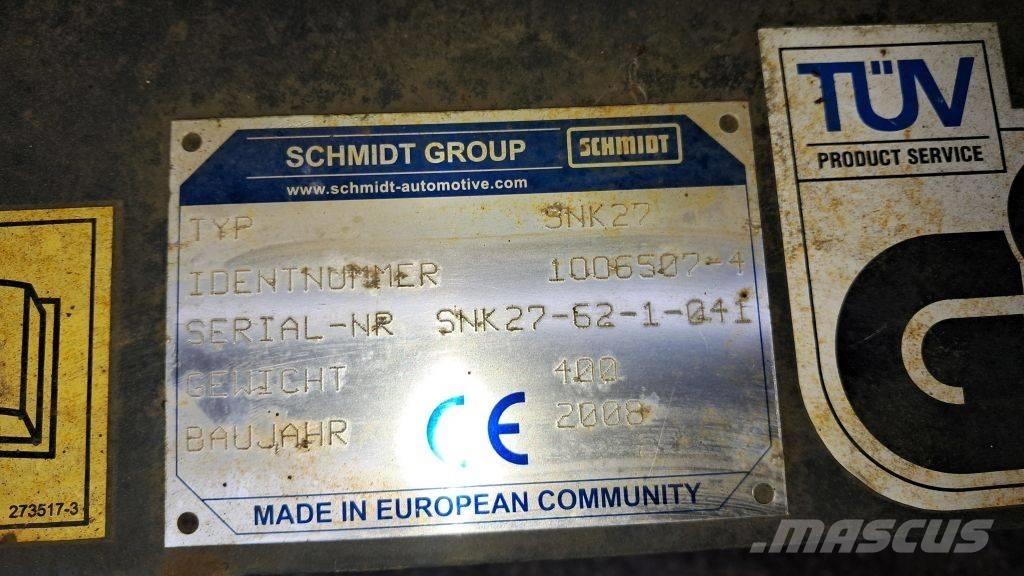 SCHMIDT GROUP
SCHMIDT
www.schmidt-automotive.com
TYP SNK27
IDENTNUMMER 1006507-4
SERIAL-NR SNK27-62-1-041
GEWICHT 400
BAUJAHR 2008
CE
MADE IN EUROPEAN COMMUNITY
TÜV
PRODUCT SERVICE
273517-3
MASCUS